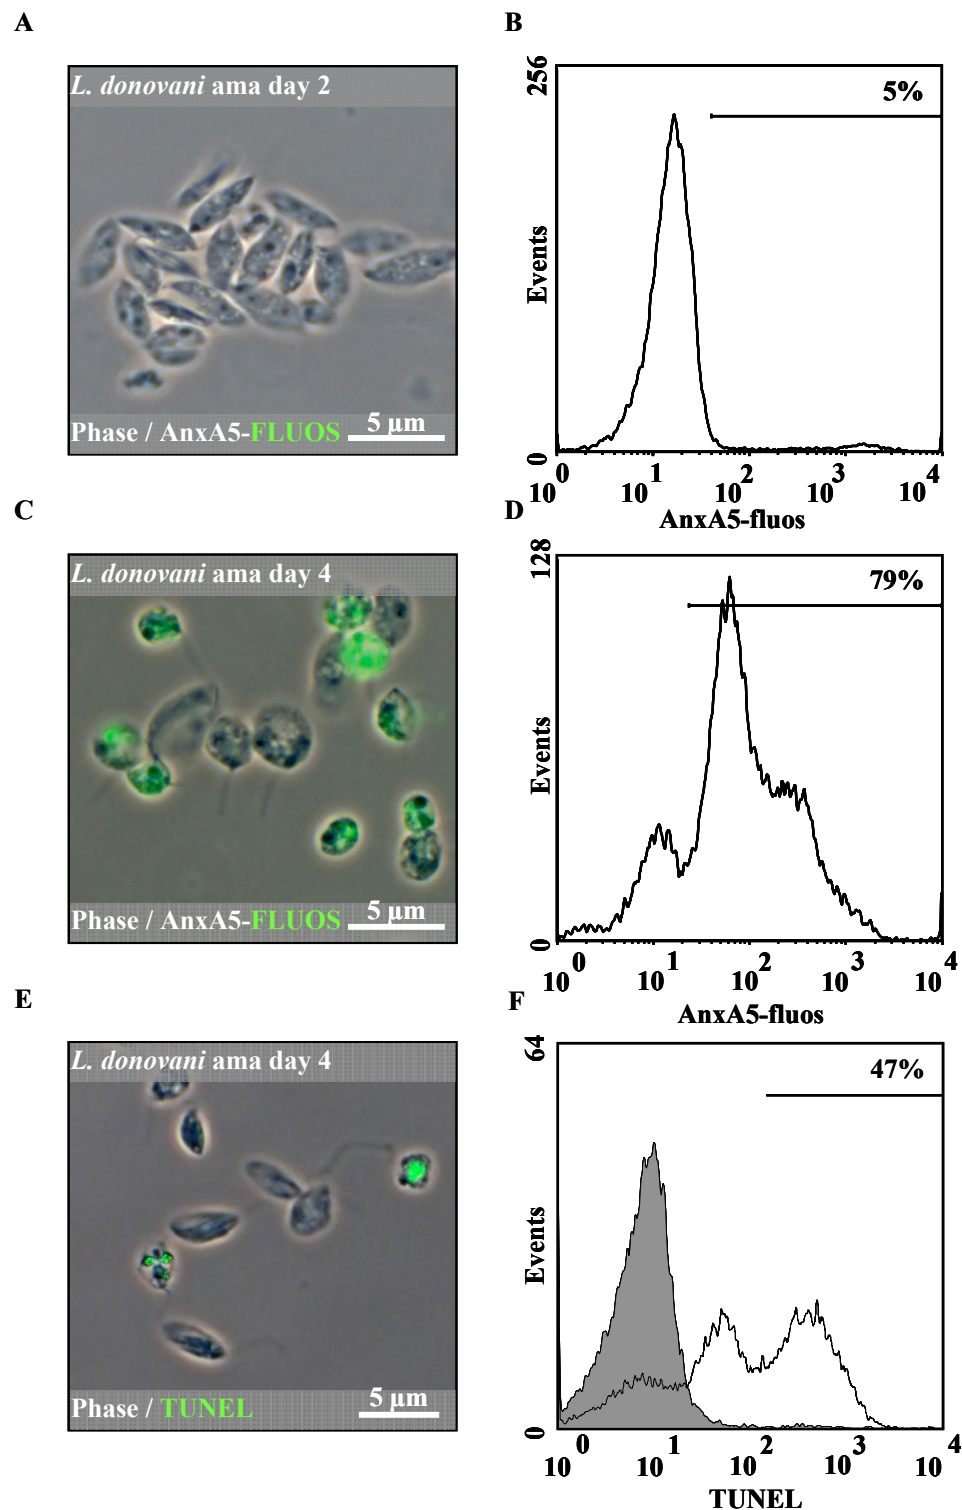 A
L. donovani ama day 2
Phase / AnxA5-FLUOS 5 µm
B
256
5%
Events
0
10^0 10^1 10^2 10^3 10^4
AnxA5-fluos
C
L. donovani ama day 4
Phase / AnxA5-FLUOS 5 µm
D
128
79%
Events
0
10^0 10^1 10^2 10^3 10^4
AnxA5-fluos
E
L. donovani ama day 4
Phase / TUNEL 5 µm
F
64
47%
Events
0
10^0 10^1 10^2 10^3 10^4
TUNEL